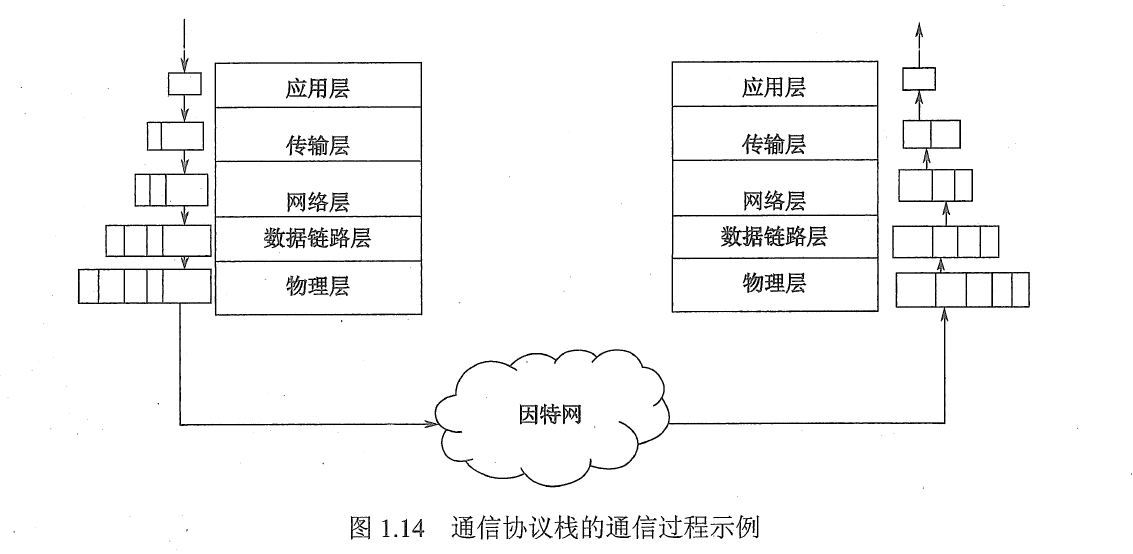 应用层
传输层
网络层
数据链路层
物理层
应用层
传输层
网络层
数据链路层
物理层
因特网
图 1.14 通信协议栈的通信过程示例